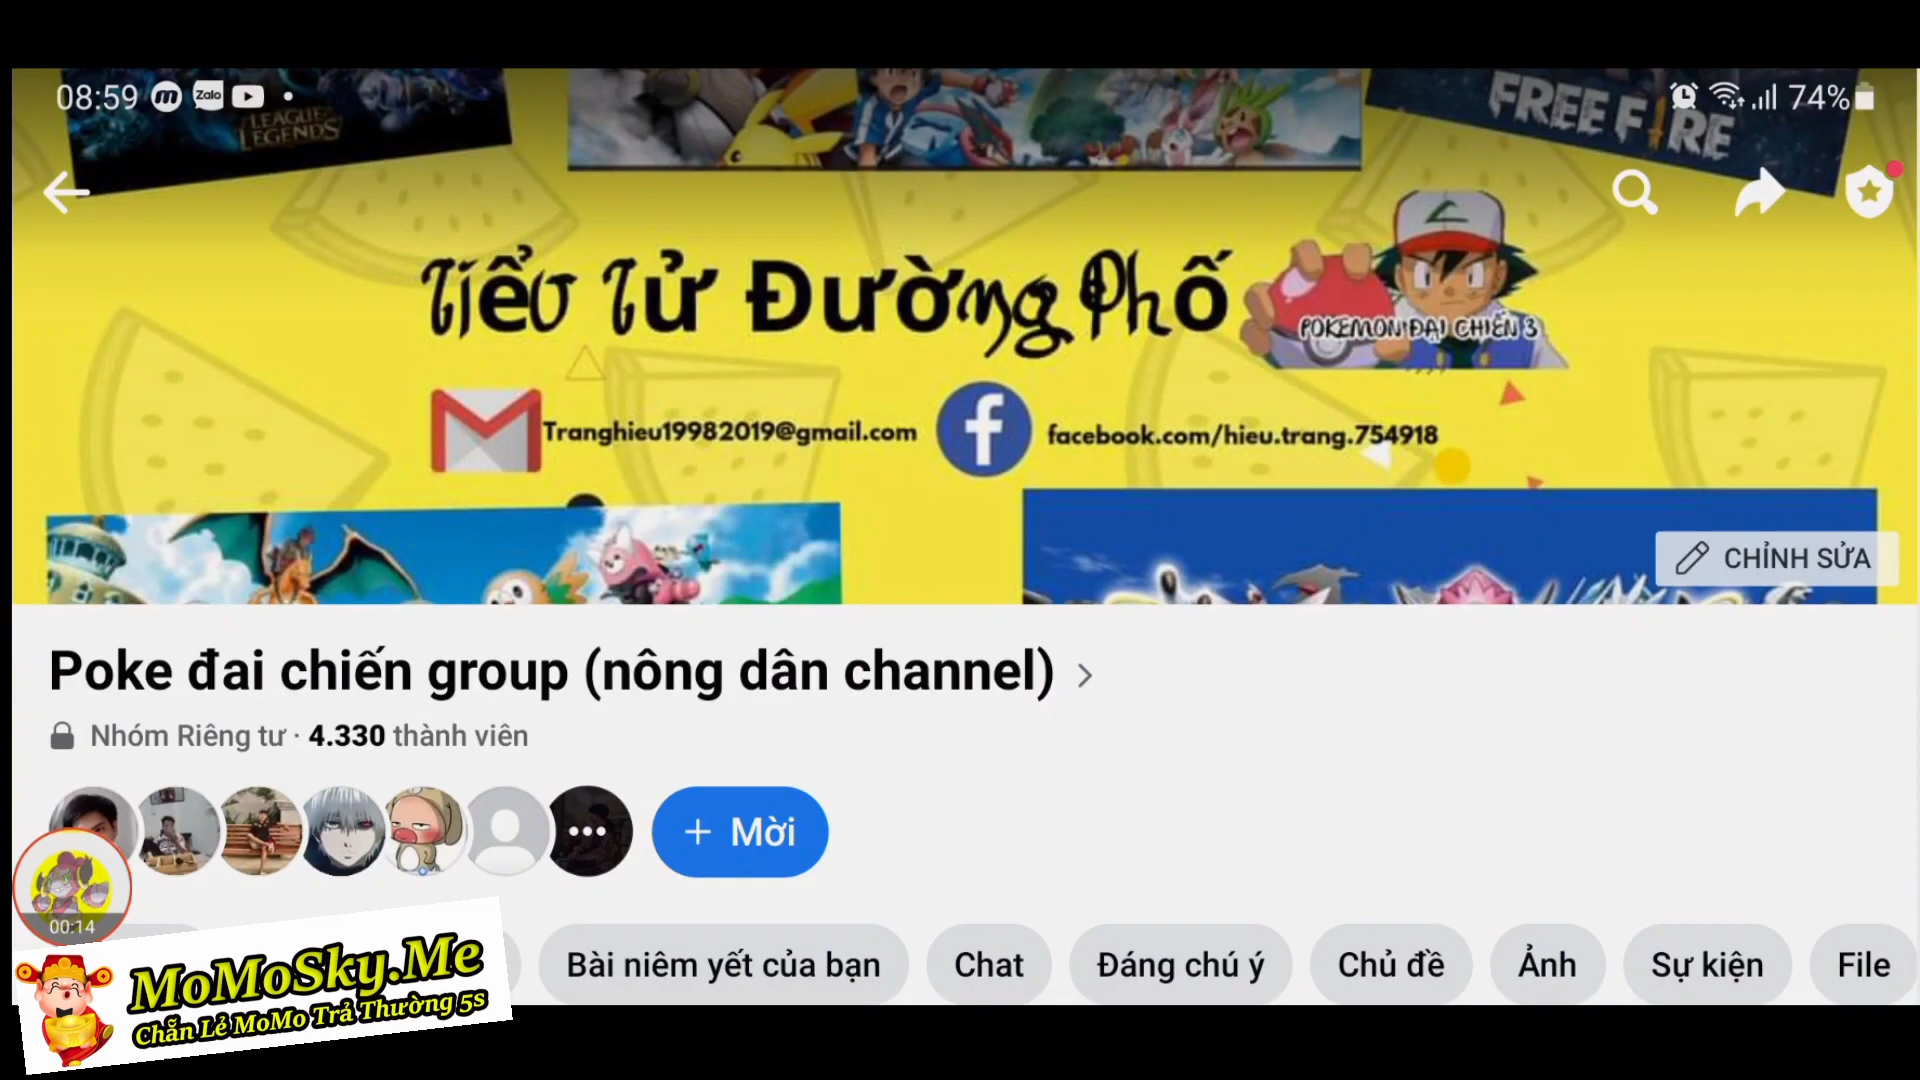 08:59
Zalo
74%
LEAGUE
LEGENDS
FREE FIRE
Tiểu Tử Đường Phố
POKEMON ĐẠI CHIẾN 3
Tranghieu19982019@gmail.com
facebook.com/hieu.trang.754918
CHỈNH SỬA
Poke đai chiến group (nông dân channel)
Nhóm Riêng tư · 4.330 thành viên
+ Mời
00:14
Bài niêm yết của bạn
Chat
Đáng chú ý
Chủ đề
Ảnh
Sự kiện
File
MoMoSky.Me
Chẵn Lẻ MoMo Trả Thưởng 5s